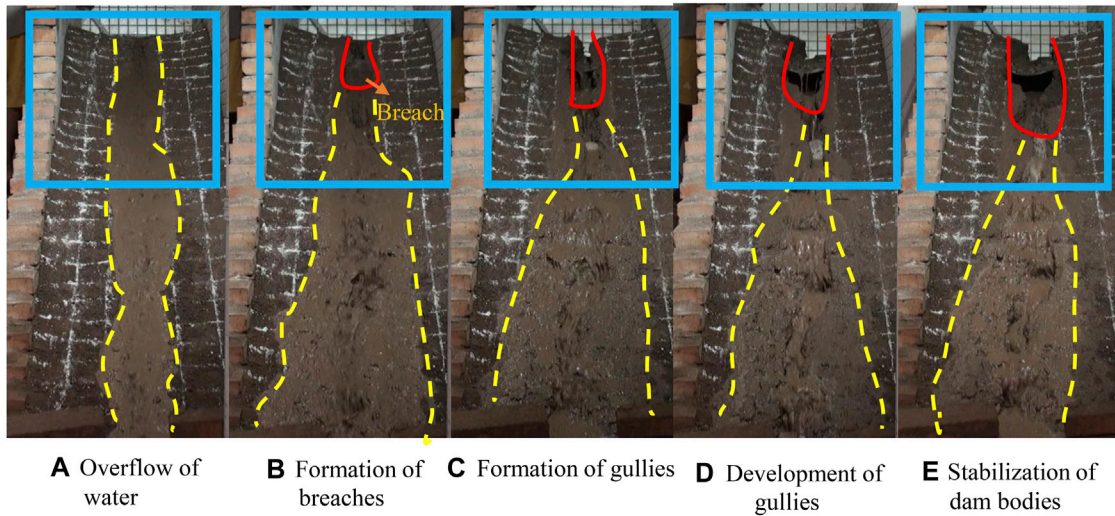 Breach
A Overflow of
water
B Formation of
breaches
C Formation of gullies
D Development of
gullies
E Stabilization of
dam bodies